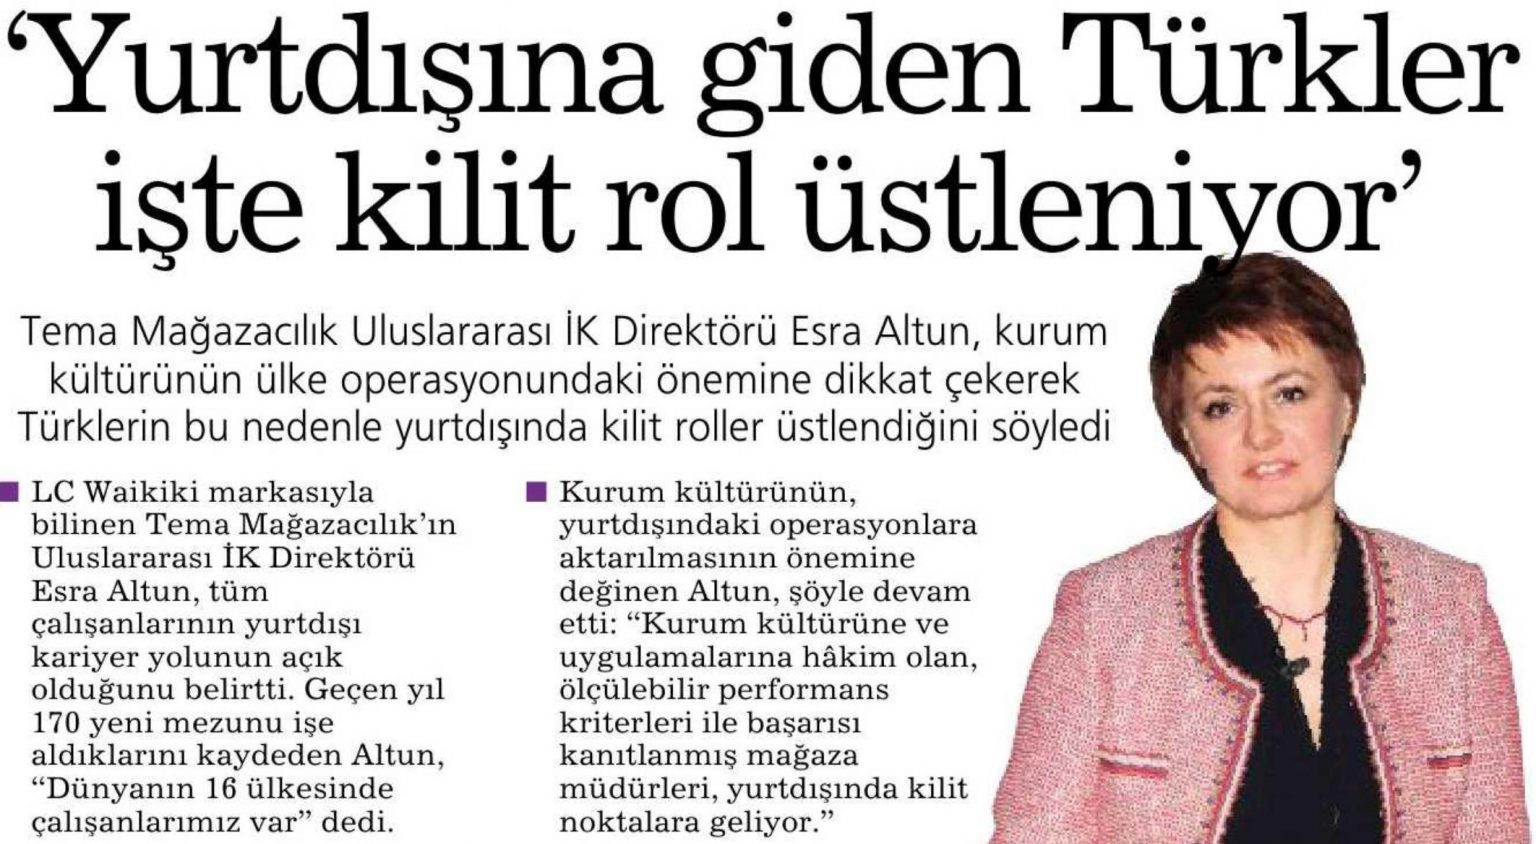 ‘Yurtdışına giden Türkler
işte kilit rol üstleniyor’
Tema Mağazacılık Uluslararası İK Direktörü Esra Altun, kurum
kültürünün ülke operasyonundaki önemine dikkat çekerek
Türklerin bu nedenle yurtdışında kilit roller üstlendiğini söyledi
■ LC Waikiki markasıyla
bilinen Tema Mağazacılık’ın
Uluslararası İK Direktörü
Esra Altun, tüm
çalışanlarının yurtdışı
kariyer yolunun açık
olduğunu belirtti. Geçen yıl
170 yeni mezunu işe
aldıklarını kaydeden Altun,
“Dünyanın 16 ülkesinde
çalışanlarımız var” dedi.
■ Kurum kültürünün,
yurtdışındaki operasyonlara
aktarılmasının önemine
değinen Altun, şöyle devam
etti: “Kurum kültürüne ve
uygulamalarına hâkim olan,
ölçülebilir performans
kriterleri ile başarısı
kanıtlanmış mağaza
müdürleri, yurtdışında kilit
noktalara geliyor.”